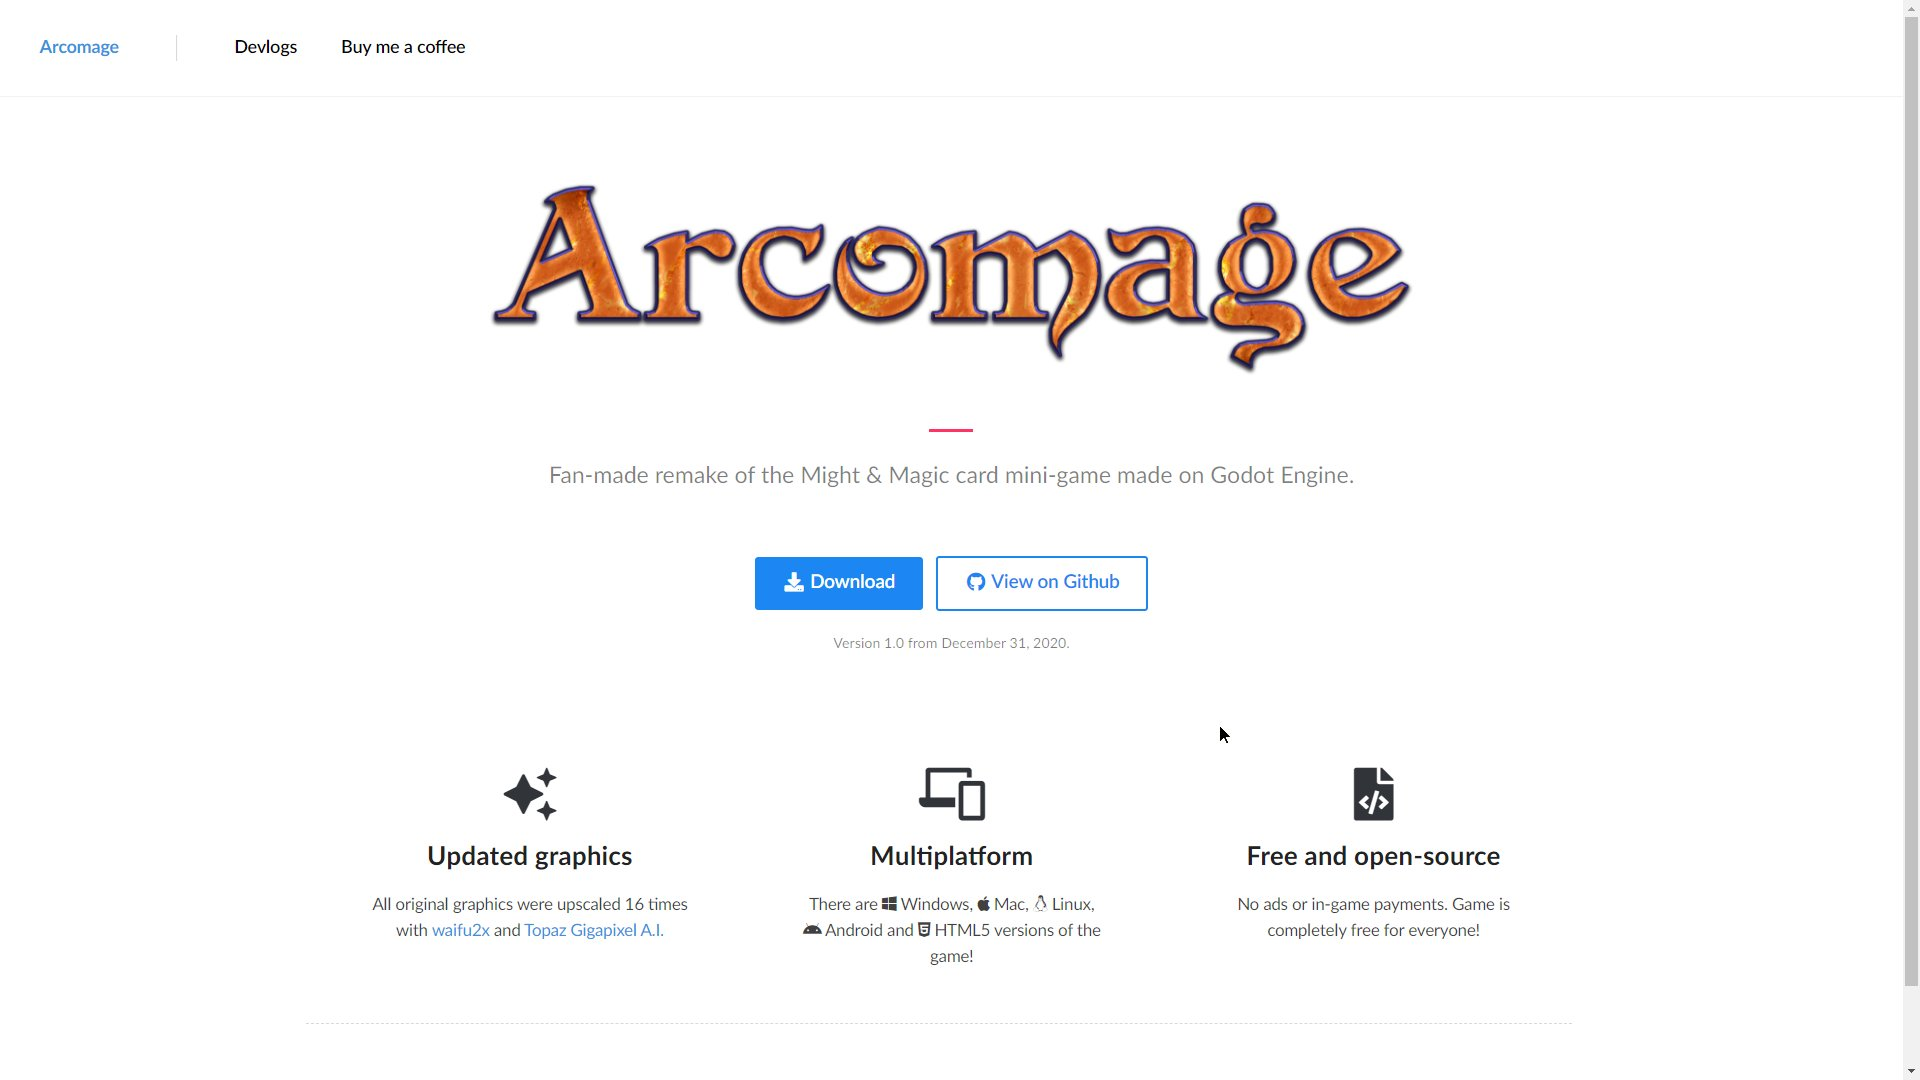 Arcomage
Devlogs
Buy me a coffee
Arcomage
Fan-made remake of the Might & Magic card mini-game made on Godot Engine.
Download
View on Github
Version 1.0 from December 31, 2020.
Updated graphics
All original graphics were upscaled 16 times
with waifu2x and Topaz Gigapixel A.I.
Multiplatform
There are Windows, Mac, Linux,
Android and HTML5 versions of the
game!
Free and open-source
No ads or in-game payments. Game is
completely free for everyone!